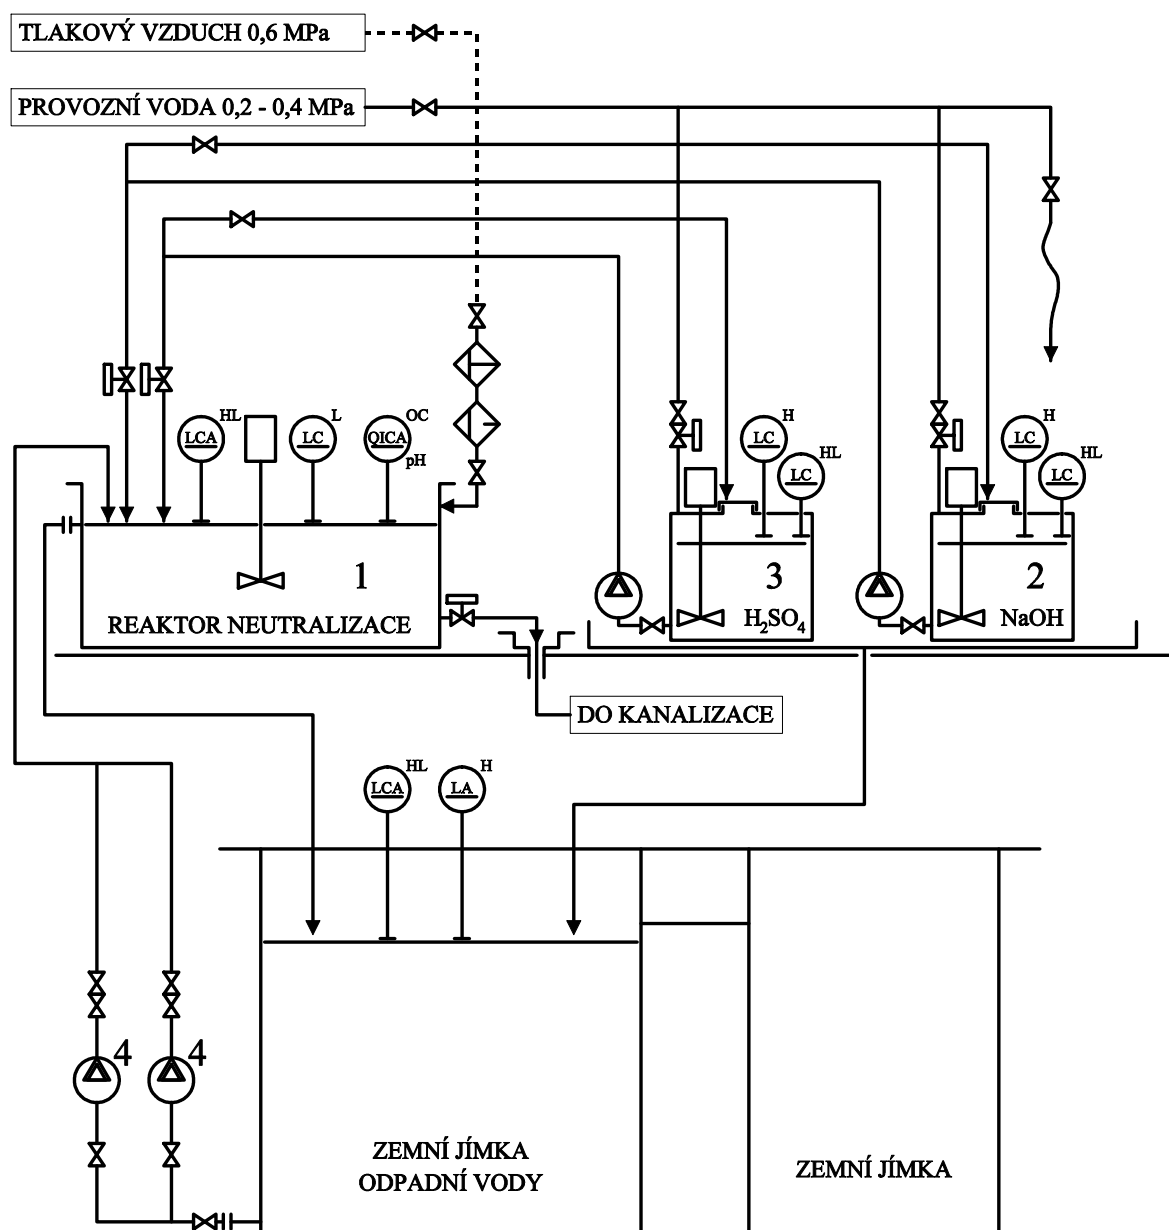 TLAKOVÝ VZDUCH 0,6 MPa
PROVOZNÍ VODA 0,2 - 0,4 MPa
HL
LCA
L
LC
OC
QICA
pH
H
LC
HL
LC
H
LC
HL
LC
1
REAKTOR NEUTRALIZACE
3
H₂SO₄
2
NaOH
DO KANALIZACE
HL
LCA
H
LA
4
4
ZEMNÍ JÍMKA
ODPADNÍ VODY
ZEMNÍ JÍMKA